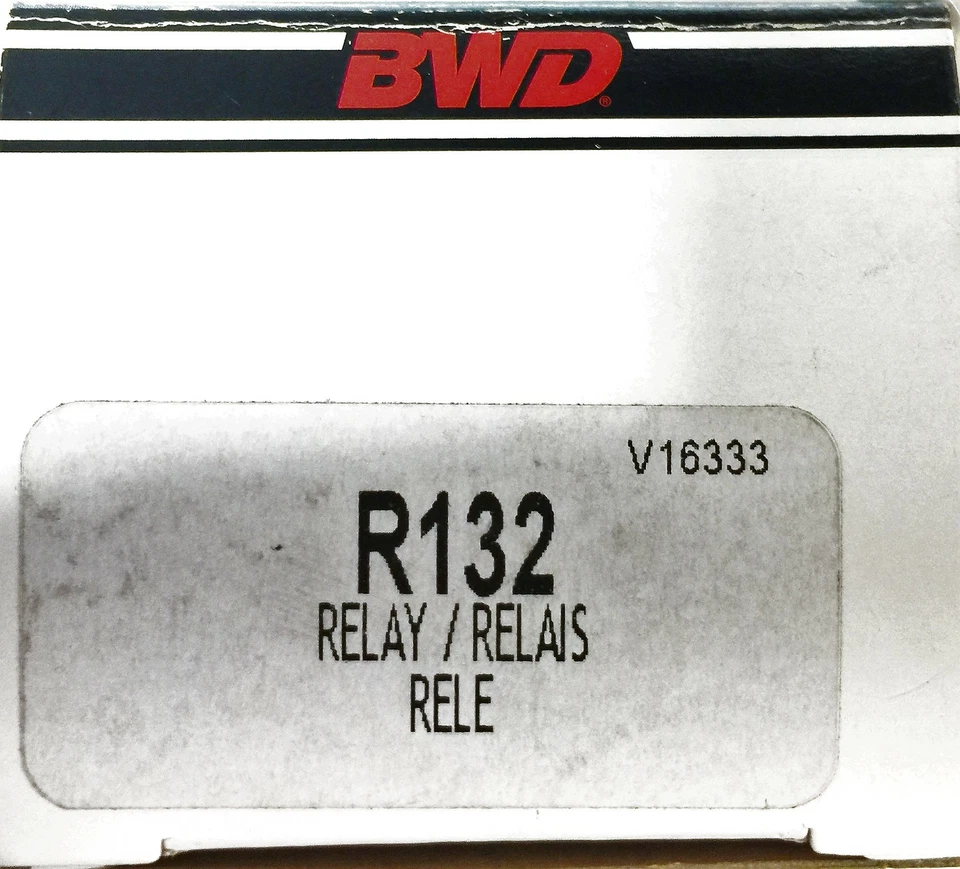 BWD®
V16333
R132
RELAY / RELAIS
RELE